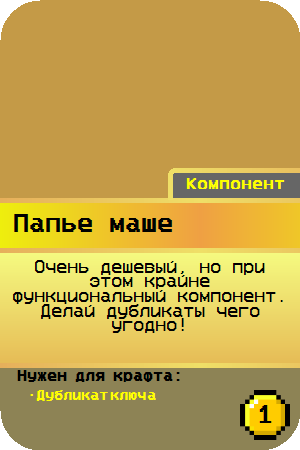 Компонент
Папье маше
Очень дешевый, но при
этом крайне
функциональный компонент.
Делай дубликаты чего
угодно!
Нужен для крафта:
·Дубликат ключа
1